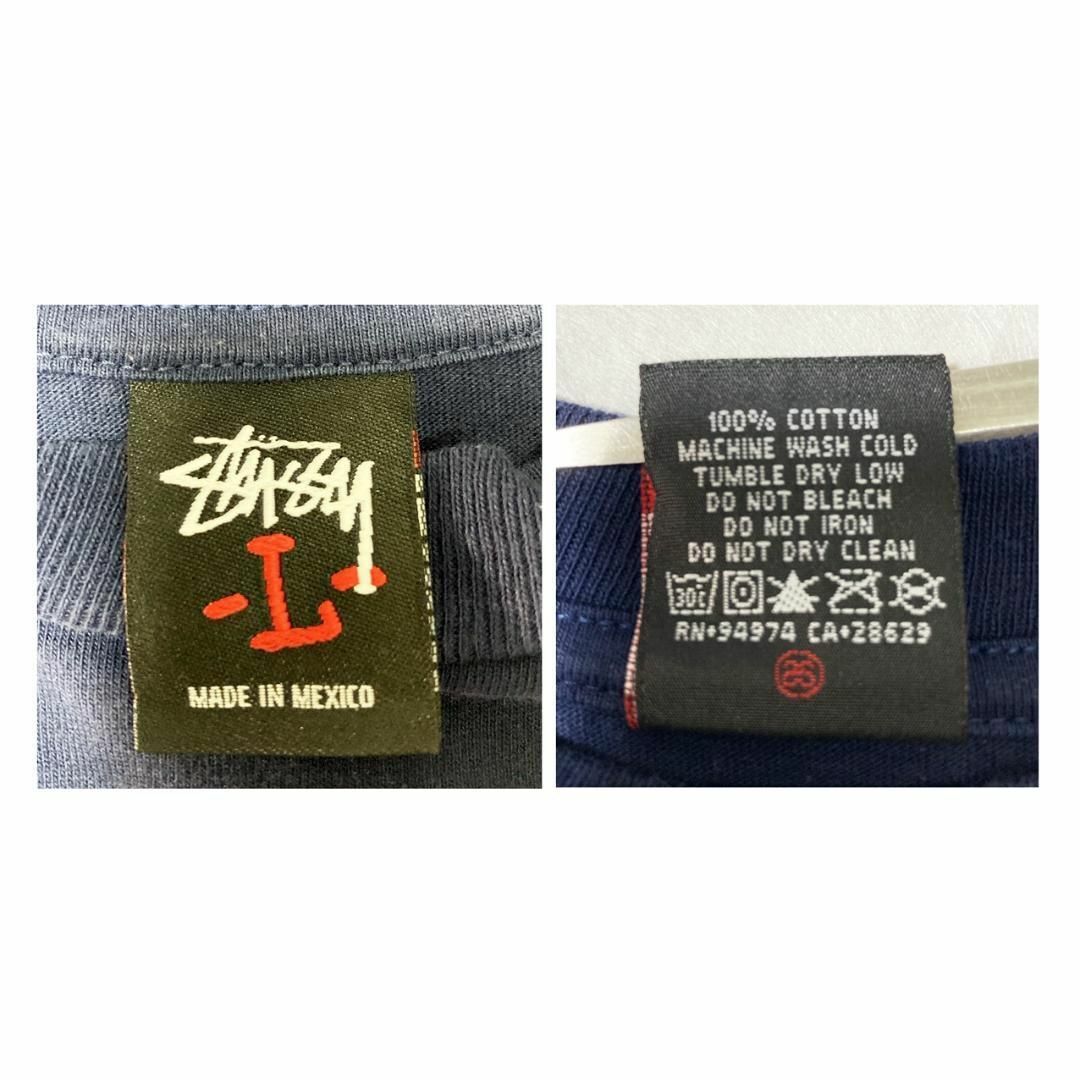 STÜSSY
-L-
MADE IN MEXICO
100% COTTON
MACHINE WASH COLD
TUMBLE DRY LOW
DO NOT BLEACH
DO NOT IRON
DO NOT DRY CLEAN
30c
RN•94974 CA•28629